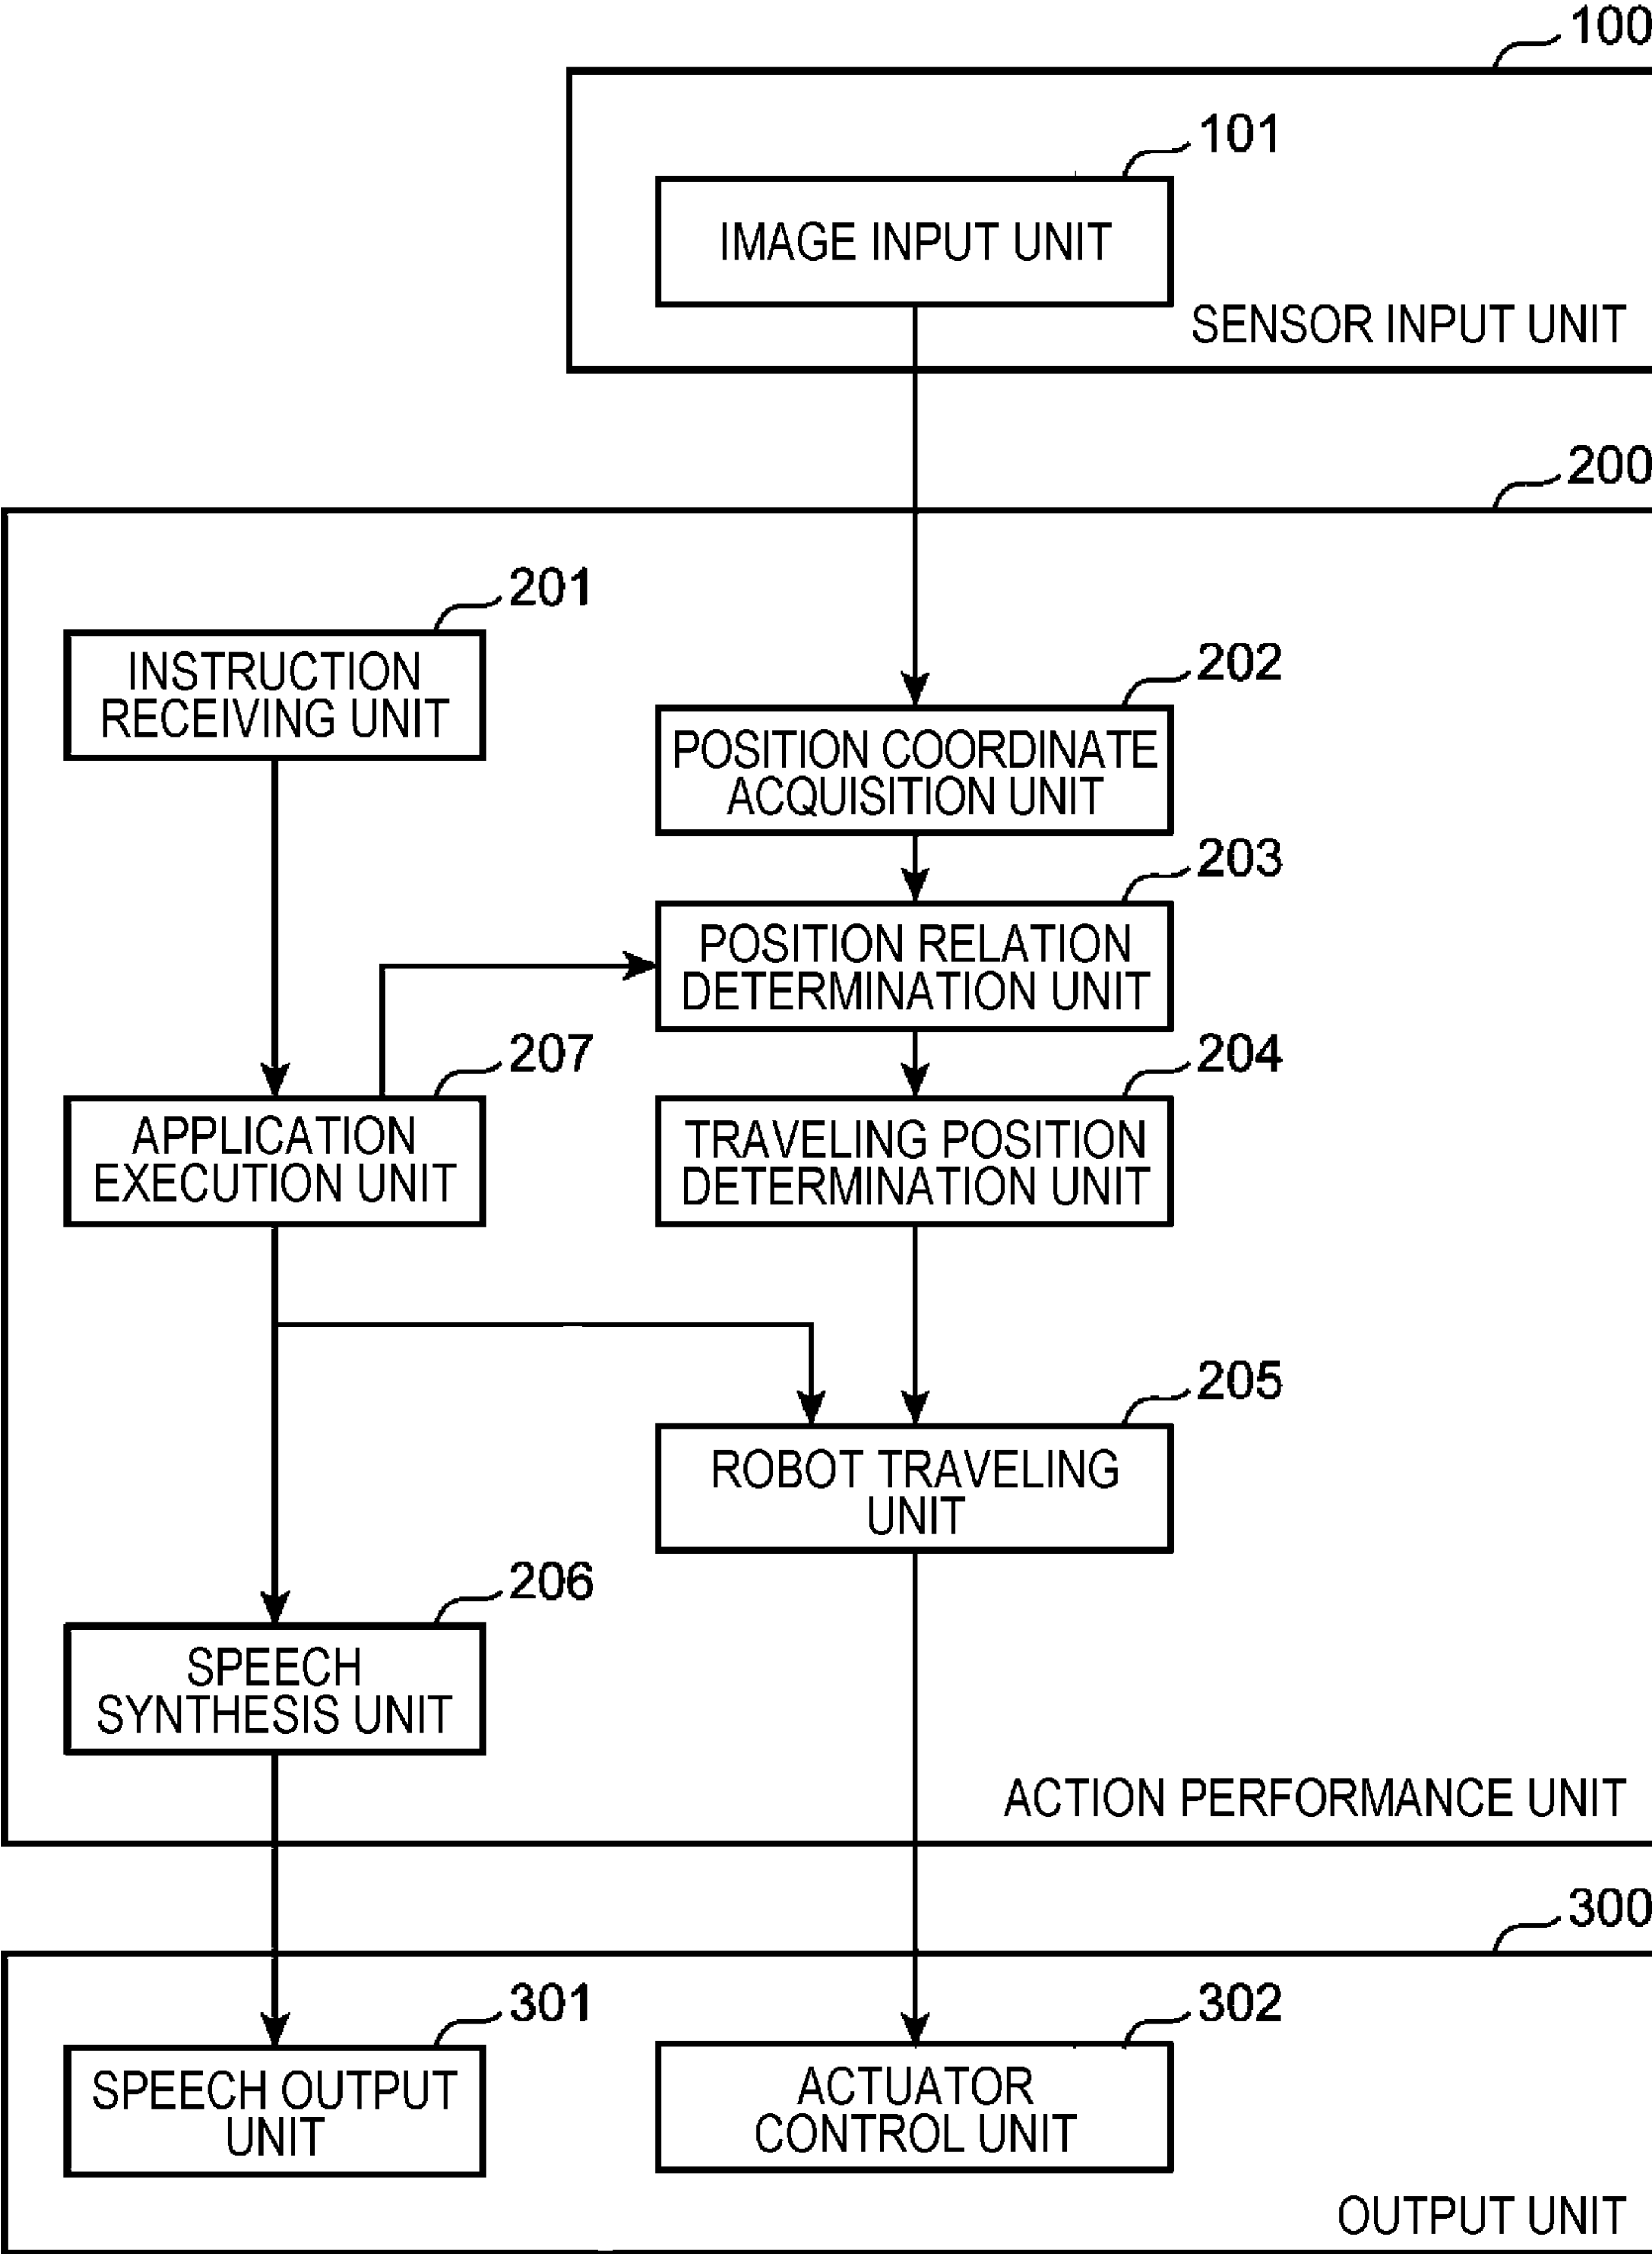 100
101
IMAGE INPUT UNIT
SENSOR INPUT UNIT
200
201
INSTRUCTION
RECEIVING UNIT
202
POSITION COORDINATE
ACQUISITION UNIT
203
POSITION RELATION
DETERMINATION UNIT
207
APPLICATION
EXECUTION UNIT
204
TRAVELING POSITION
DETERMINATION UNIT
205
ROBOT TRAVELING
UNIT
206
SPEECH
SYNTHESIS UNIT
ACTION PERFORMANCE UNIT
300
301
SPEECH OUTPUT
UNIT
302
ACTUATOR
CONTROL UNIT
OUTPUT UNIT